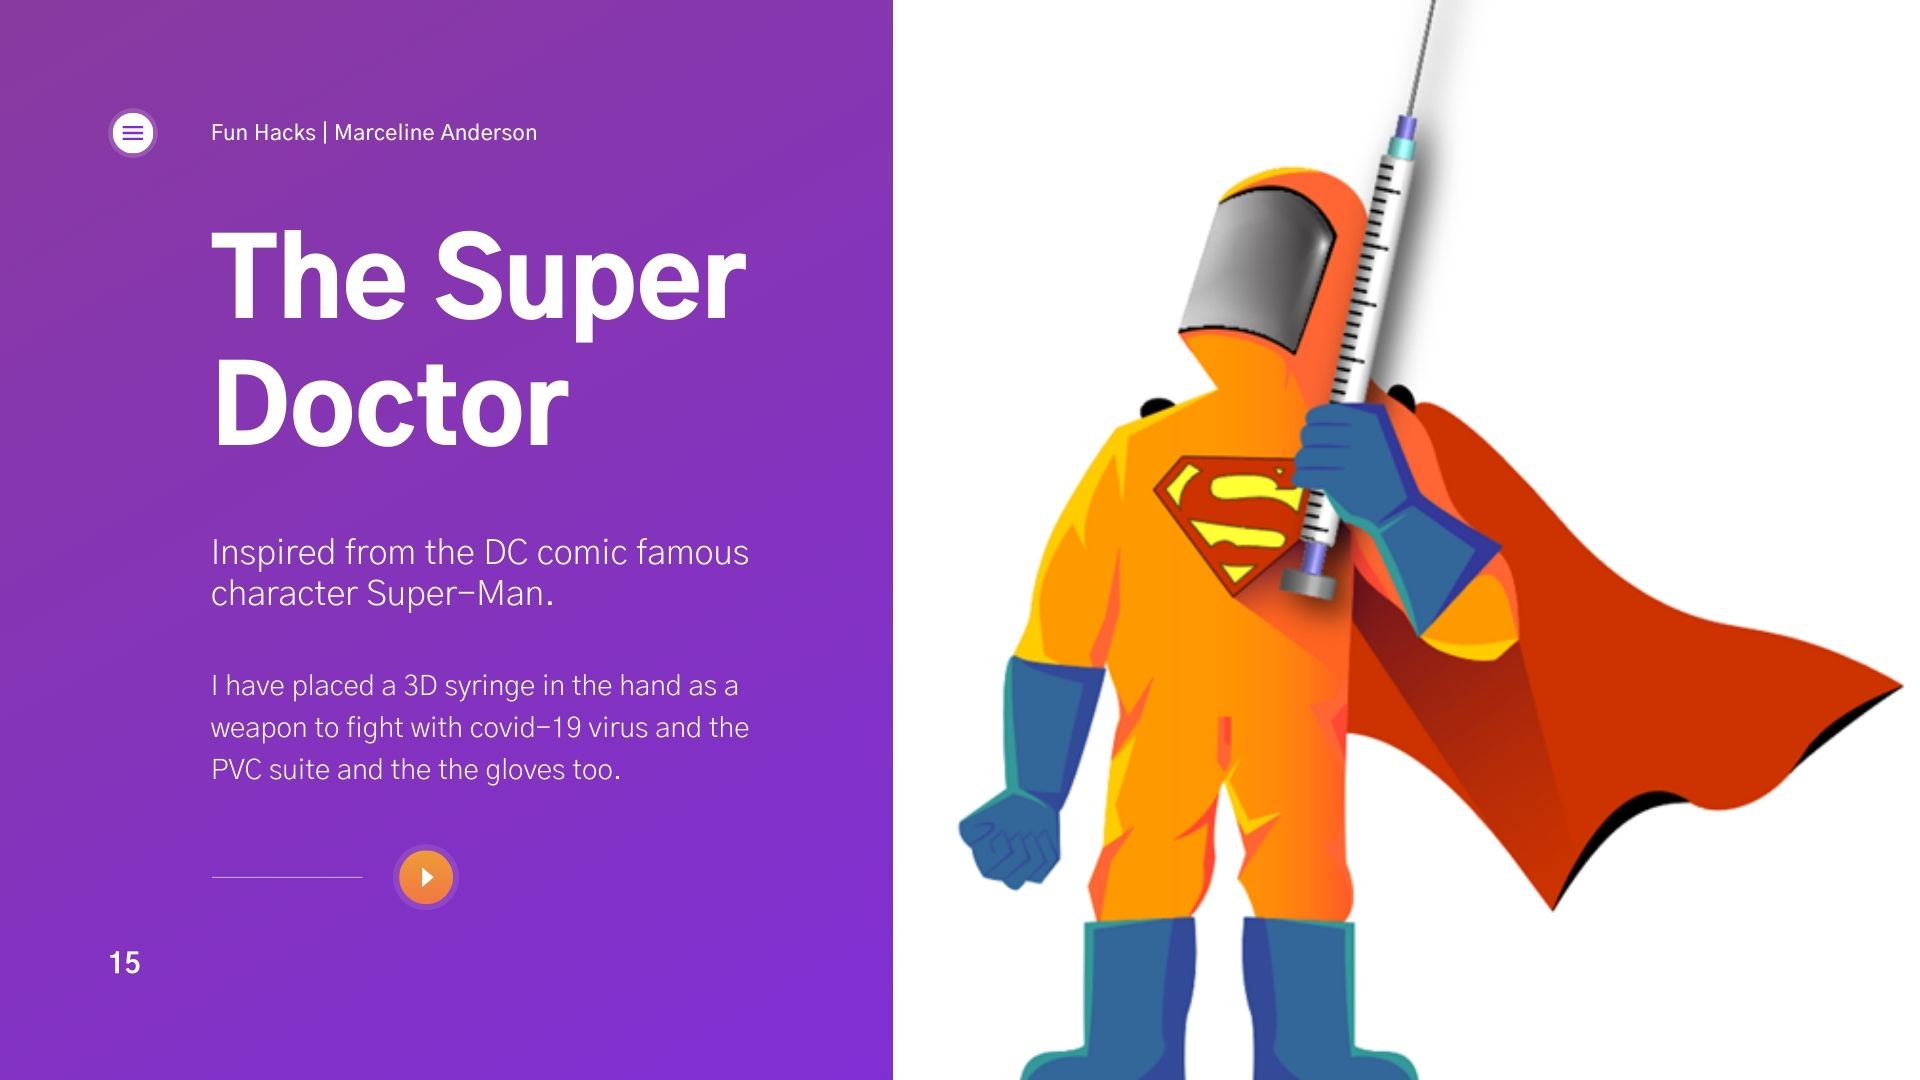 Fun Hacks | Marceline Anderson
The Super
Doctor
Inspired from the DC comic famous
character Super-Man.
I have placed a 3D syringe in the hand as a
weapon to fight with covid-19 virus and the
PVC suite and the the gloves too.
15
S